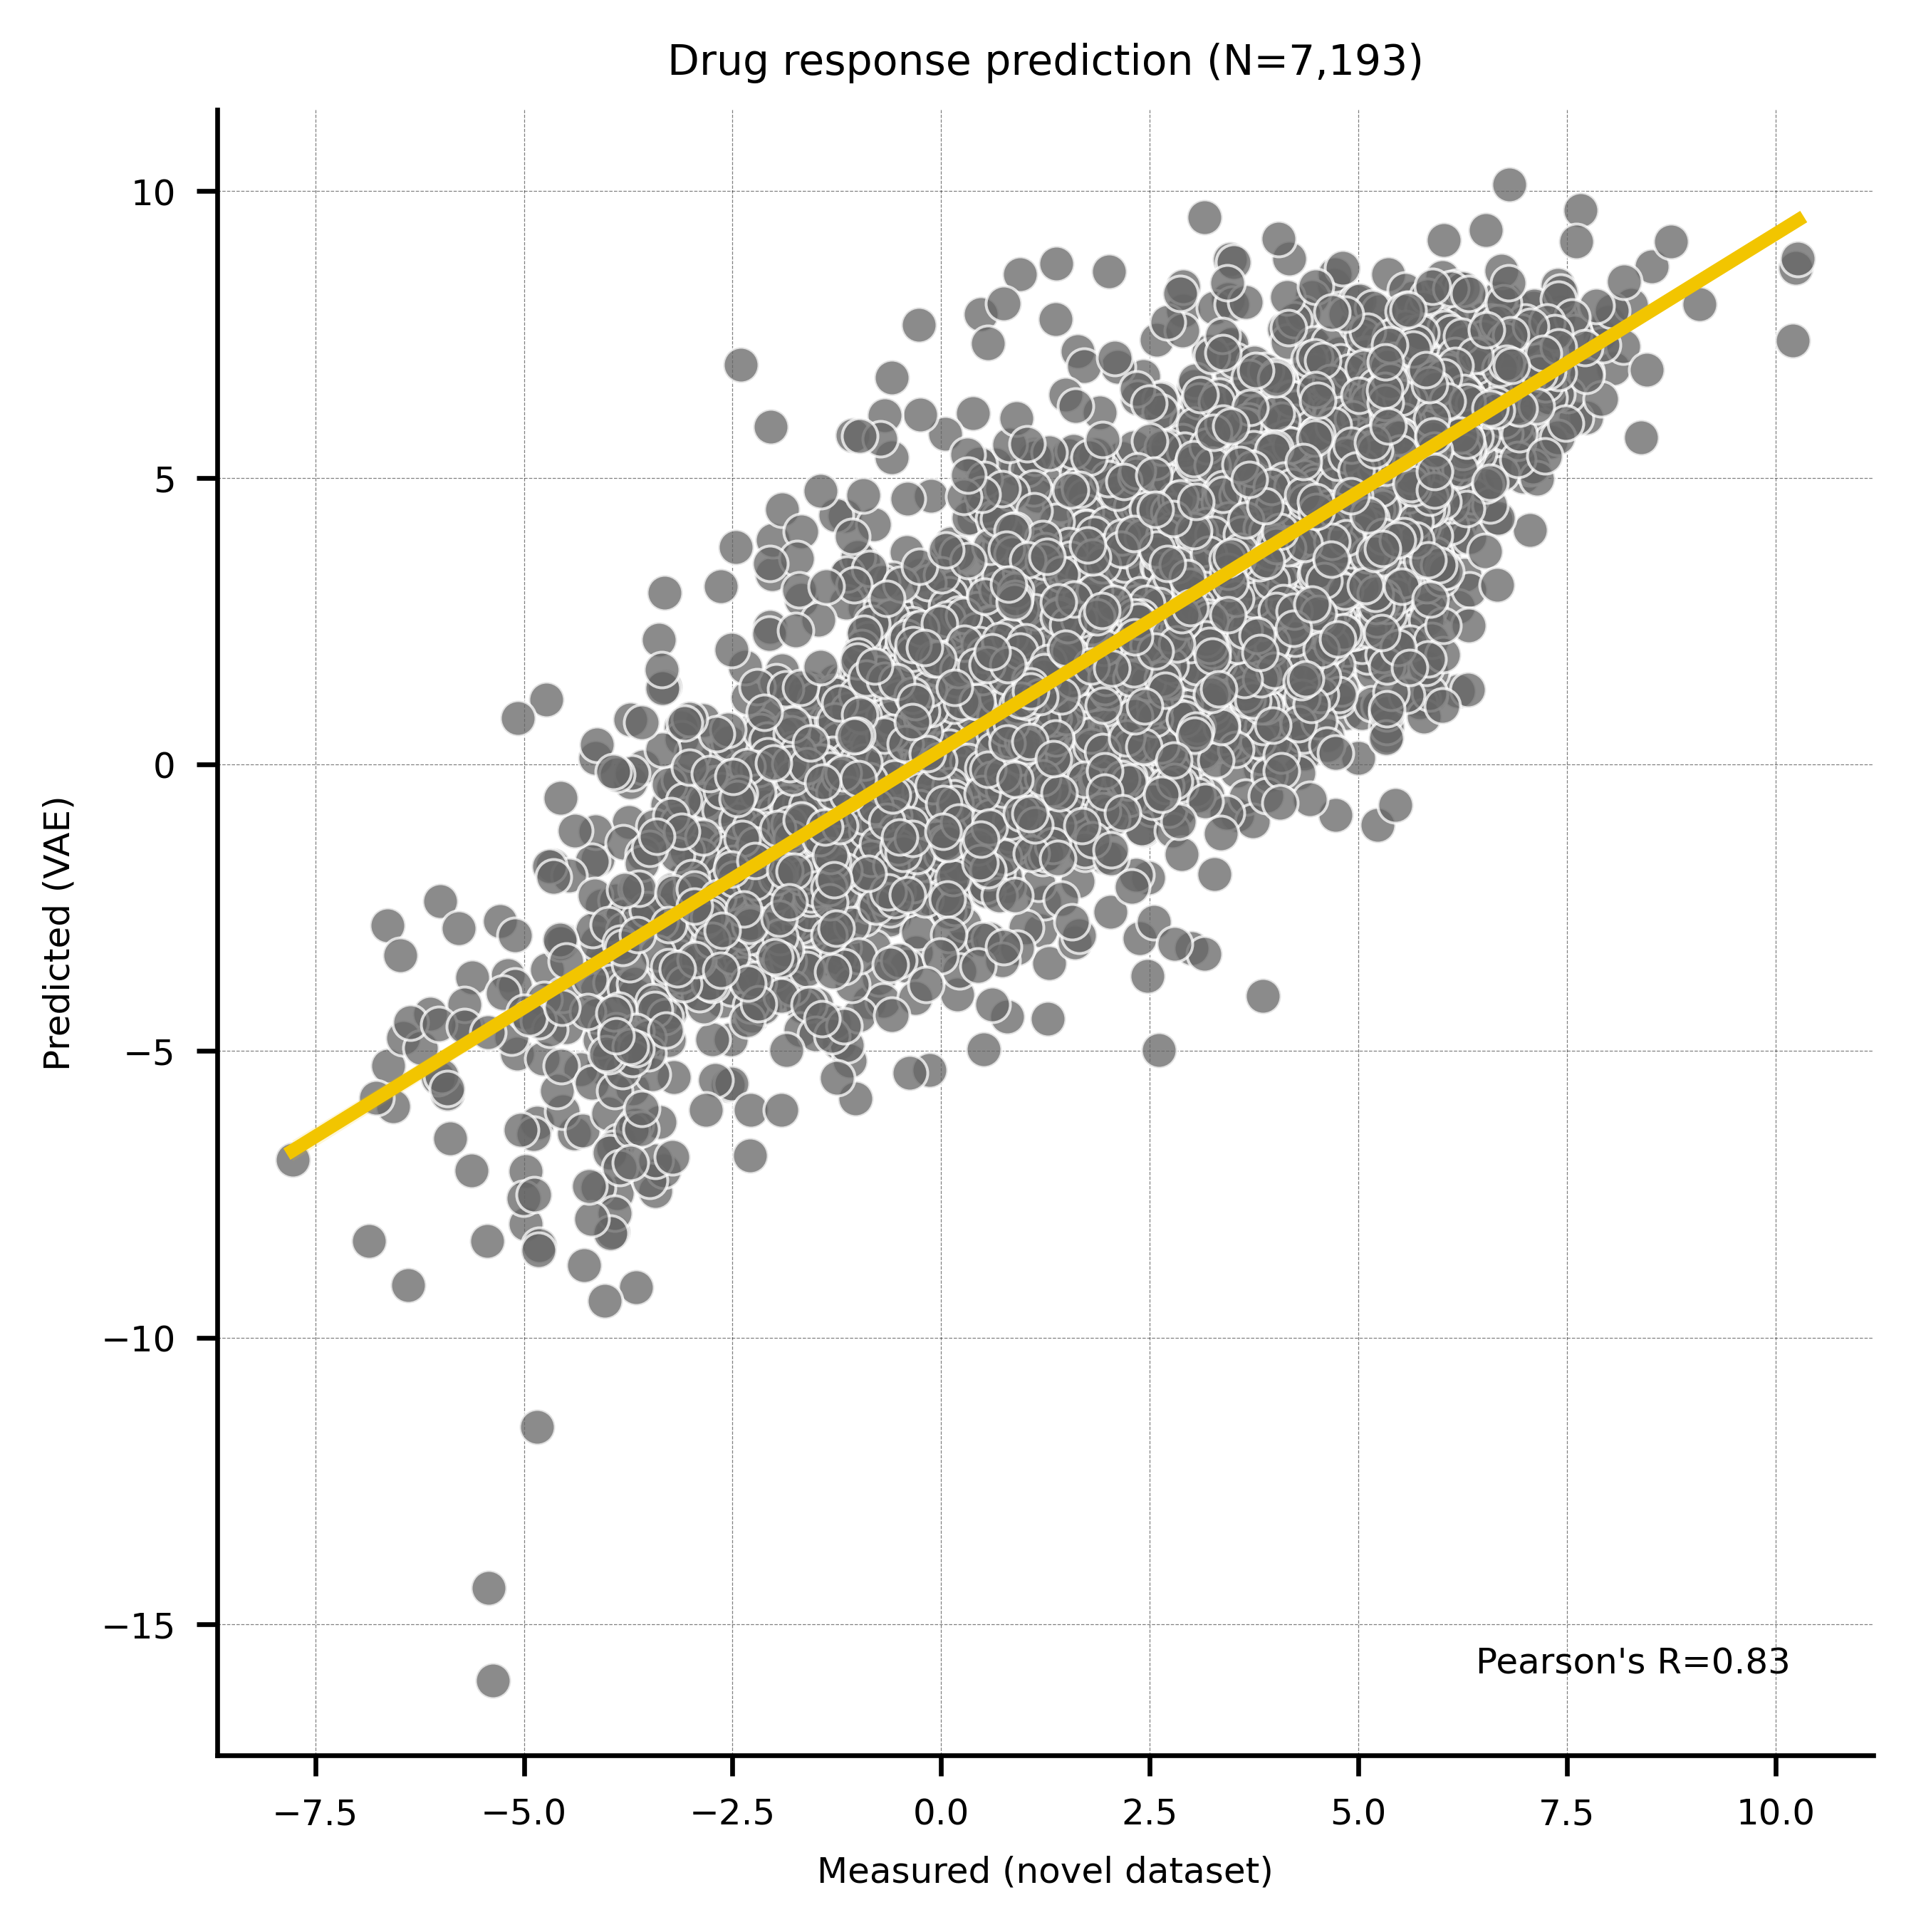 Drug response prediction (N=7,193)
10
5
0
−5
−10
−15
Predicted (VAE)
Pearson's R=0.83
−7.5 −5.0 −2.5 0.0 2.5 5.0 7.5 10.0
Measured (novel dataset)